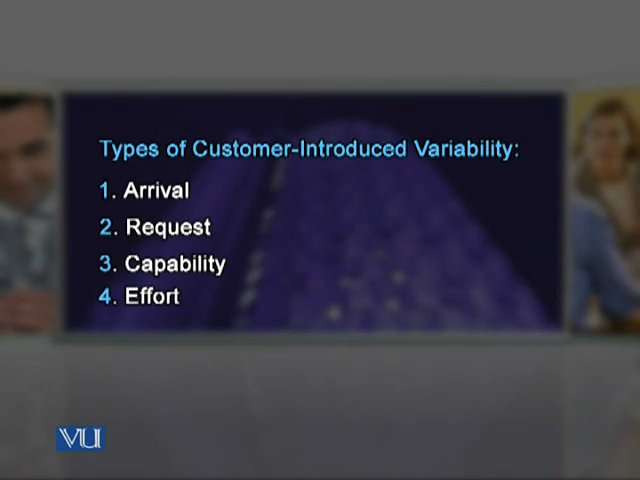 Types of Customer-Introduced Variability:
1. Arrival
2. Request
3. Capability
4. Effort
VU